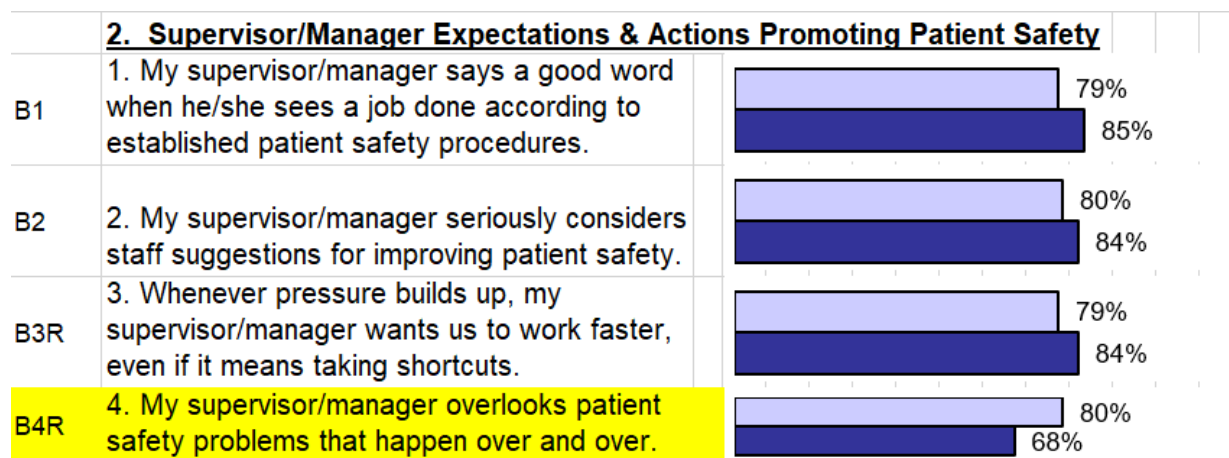 2. Supervisor/Manager Expectations & Actions Promoting Patient Safety
B1
1. My supervisor/manager says a good word
when he/she sees a job done according to
established patient safety procedures.
79%
85%
B2
2. My supervisor/manager seriously considers
staff suggestions for improving patient safety.
80%
84%
B3R
3. Whenever pressure builds up, my
supervisor/manager wants us to work faster,
even if it means taking shortcuts.
79%
84%
B4R
4. My supervisor/manager overlooks patient
safety problems that happen over and over.
80%
68%